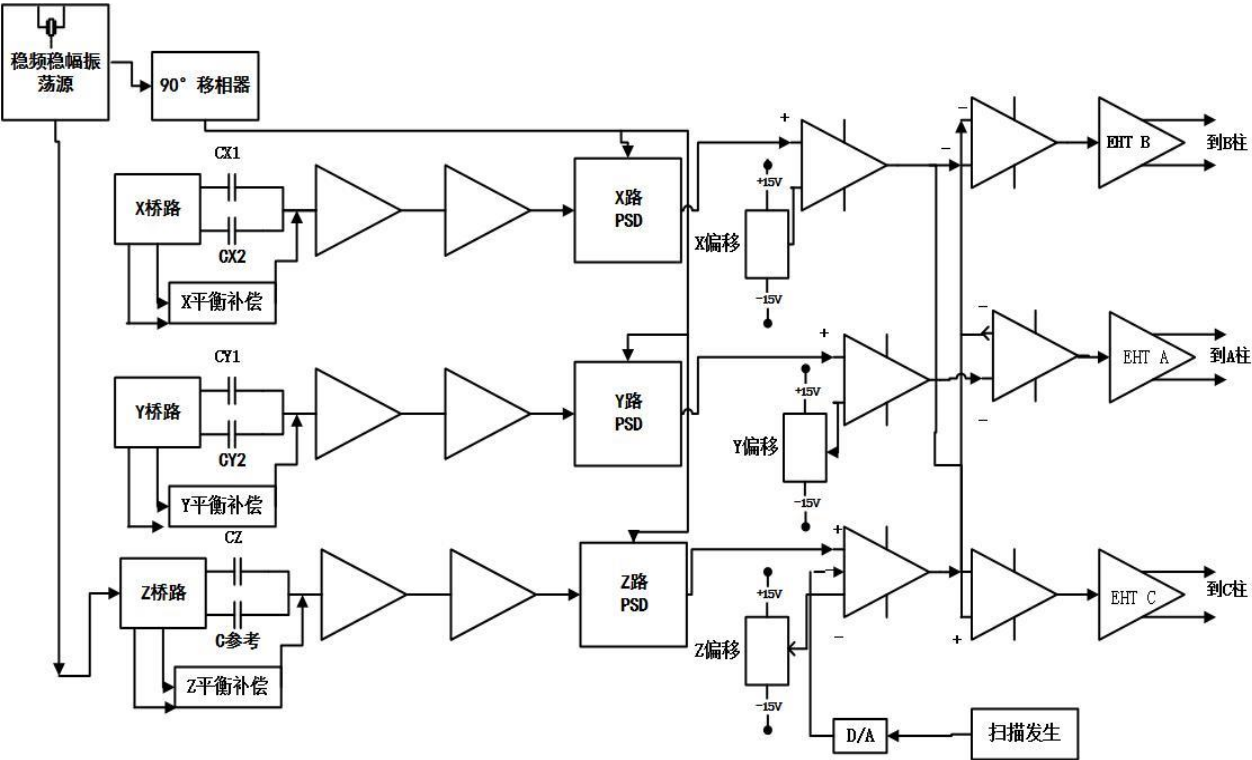 稳频稳幅振
荡源
90° 移相器
CX1
X桥路
CX2
X平衡补偿
X路
PSD
+
+15V
X偏移
-15V
-
-
EHT B
到B柱
CY1
Y桥路
CY2
Y平衡补偿
Y路
PSD
+
+15V
Y偏移
-15V
-
-
EHT A
到A柱
CZ
Z桥路
C参考
Z平衡补偿
Z路
PSD
+
-
-
+15V
Z偏移
-15V
+
EHT C
到C柱
D/A
扫描发生